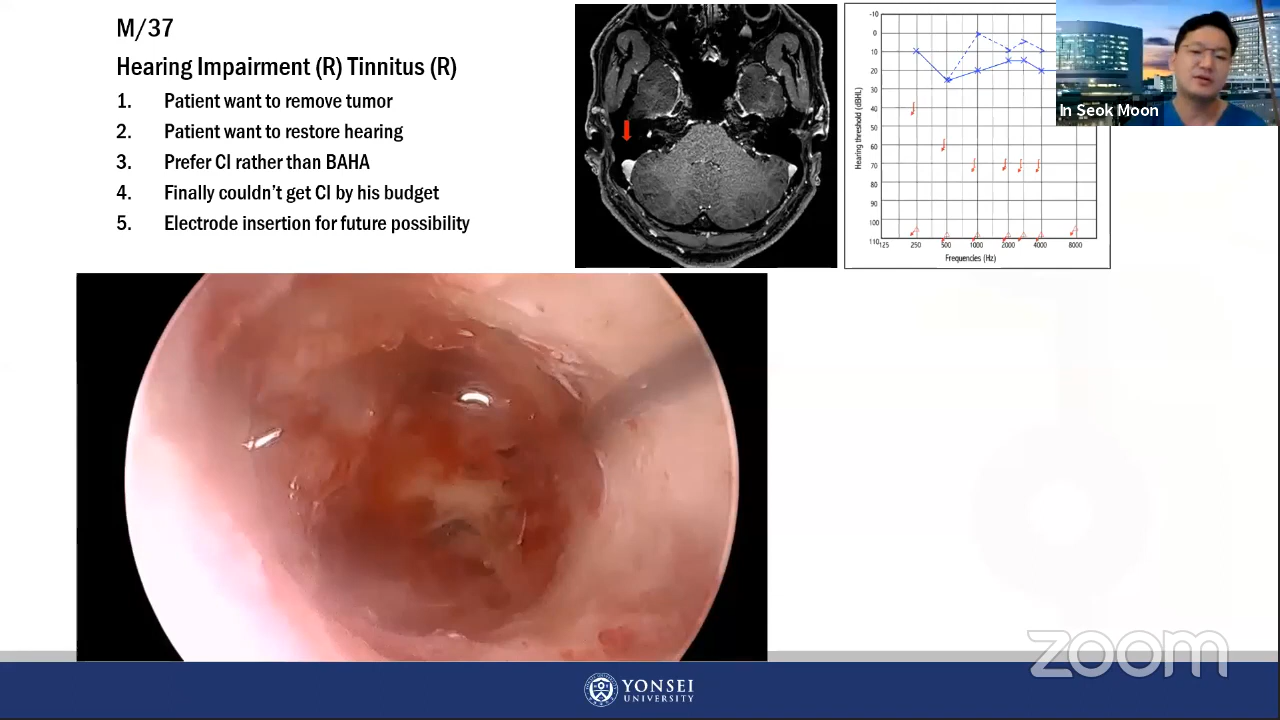 M/37
Hearing Impairment (R) Tinnitus (R)
1. Patient want to remove tumor
2. Patient want to restore hearing
3. Prefer CI rather than BAHA
4. Finally couldn't get CI by his budget
5. Electrode insertion for future possibility
Hearing threshold (dBHL)
-10
0
10
20
30
40
50
60
70
80
90
100
110
125 250 500 1000 2000 4000 8000
Frequencies (Hz)
In Seok Moon
YONSEI
UNIVERSITY
zoom